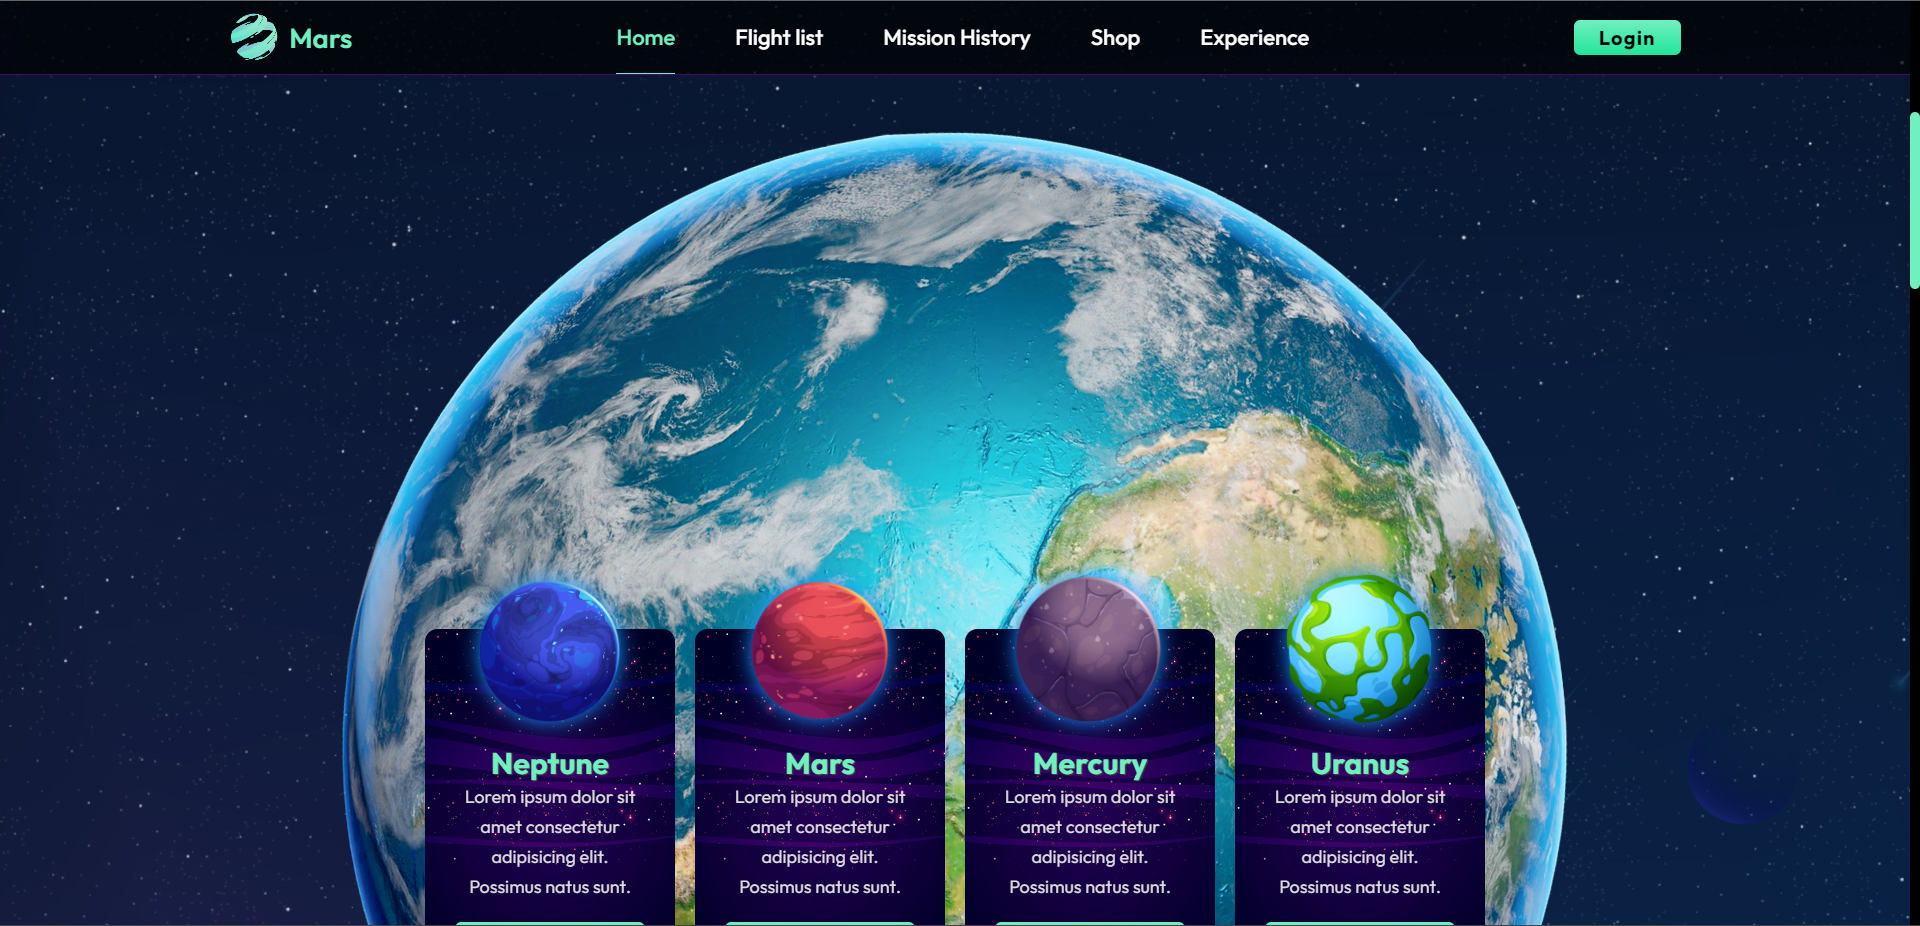 Mars
Home
Flight list
Mission History
Shop
Experience
Login
Neptune
Lorem ipsum dolor sit
amet consectetur
adipisicing elit.
Possimus natus sunt.
Mars
Lorem ipsum dolor sit
amet consectetur
adipisicing elit.
Possimus natus sunt.
Mercury
Lorem ipsum dolor sit
amet consectetur
adipisicing elit.
Possimus natus sunt.
Uranus
Lorem ipsum dolor sit
amet consectetur
adipisicing elit.
Possimus natus sunt.